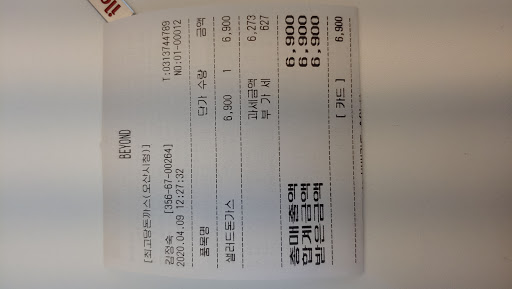 BEYOND
[최고당돈까스(오산시청)]
김정숙 [356-67-00264] T:0313744789
2020.04.09 12:27:32 NO:01-00012
품목명 단가 수량 금액
샐러드돈가스 6,900 1 6,900
과세금액 6,273
부 가 세 627
총매출액 6,900
합계금액 6,900
받은금액 6,900
[ 카드 ] 6,900